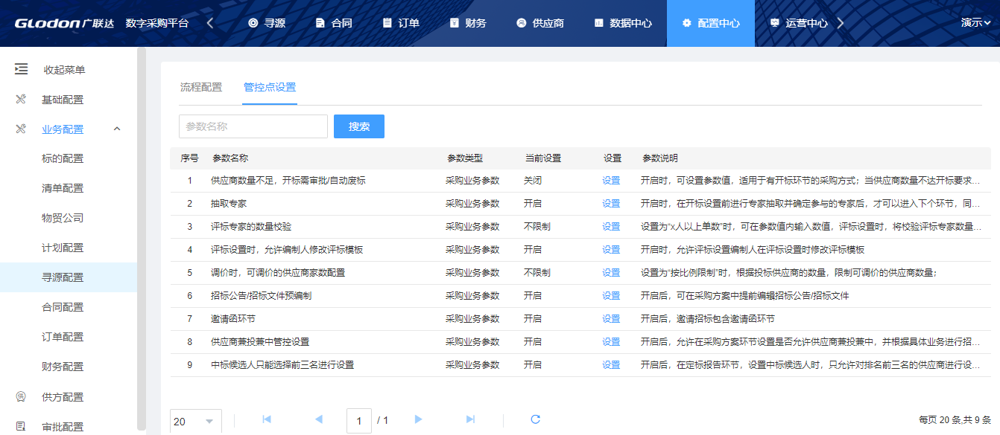 GLodon广联达 数字采购平台 寻源 合同 订单 财务 供应商 数据中心 配置中心 运营中心 演示
收起菜单
基础配置
业务配置
标的配置
清单配置
物贸公司
计划配置
寻源配置
合同配置
订单配置
财务配置
供方配置
审批配置
流程配置 管控点设置
参数名称 搜索
序号 参数名称 参数类型 当前设置 设置 参数说明
1 供应商数量不足，开标需审批/自动废标 采购业务参数 关闭 设置 开启时，可设置参数值，适用于有开标环节的采购方式；当供应商数量不达开标要求...
2 抽取专家 采购业务参数 开启 设置 开启时，在开标设置前进行专家抽取并确定参与的专家后，才可以进入下个环节，同...
3 评标专家的数量校验 采购业务参数 不限制 设置 设置为“x人以上单数”时，可在参数值内输入数值，评标设置时，将校验评标专家数量...
4 评标设置时，允许编制人修改评标模板 采购业务参数 开启 设置 开启时，允许评标设置编制人在评标设置时修改评标模板
5 调价时，可调价的供应商家数配置 采购业务参数 不限制 设置 设置为“按比例限制”时，根据投标供应商的数量，限制可调价的供应商数量；
6 招标公告/招标文件预编制 采购业务参数 开启 设置 开启后，可在采购方案中提前编辑招标公告/招标文件
7 邀请函环节 采购业务参数 开启 设置 开启后，邀请招标包含邀请函环节
8 供应商兼投兼中管控设置 采购业务参数 开启 设置 开启后，允许在采购方案环节设置是否允许供应商兼投兼中，并根据具体业务进行招...
9 中标候选人只能选择前三名进行设置 采购业务参数 开启 设置 开启后，在定标报告环节，设置中标候选人时，只允许对排名前三名的供应商进行设...
20 1 / 1 每页 20 条,共 9 条